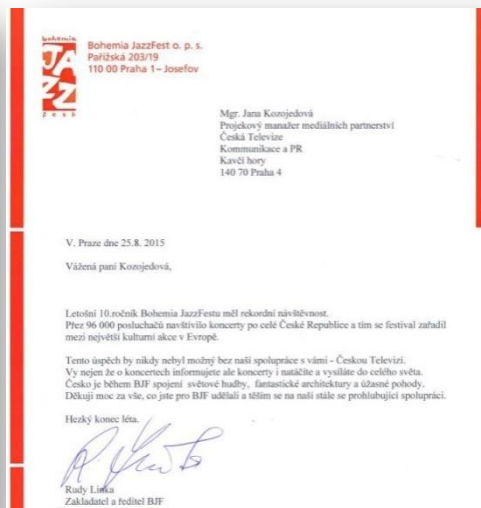 bohemia
JAZZ
fest
Bohemia JazzFest o. p. s.
Pařížská 203/19
110 00 Praha 1– Josefov
Mgr. Jana Kozojedová
Projekový manažer mediálních partnerství
Česká Televize
Kommunikace a PR
Kavčí hory
140 70 Praha 4
V. Praze dne 25.8. 2015
Vážená paní Kozojedová,
Letošní 10.ročník Bohemia JazzFestu měl rekordní návštěvnost.
Přez 96 000 posluchačů navštívilo koncerty po celé České Republice a tím se festival zařadil
mezi největší kulturní akce v Evropě.
Tento úspěch by nikdy nebyl možný bez naší spolupráce s vámi - Českou Televizí.
Vy nejen že o koncertech informujete ale koncerty i natáčíte a vysíláte do celého světa.
Česko je během BJF spojení světové hudby, fantastické architektury a úžasné pohody.
Děkuji moc za vše, co jste pro BJF udělali a těším se na naší stále se prohlubující spolupráci.
Hezký konec léta.
Rudy Linka
Zakladatel a ředitel BJF